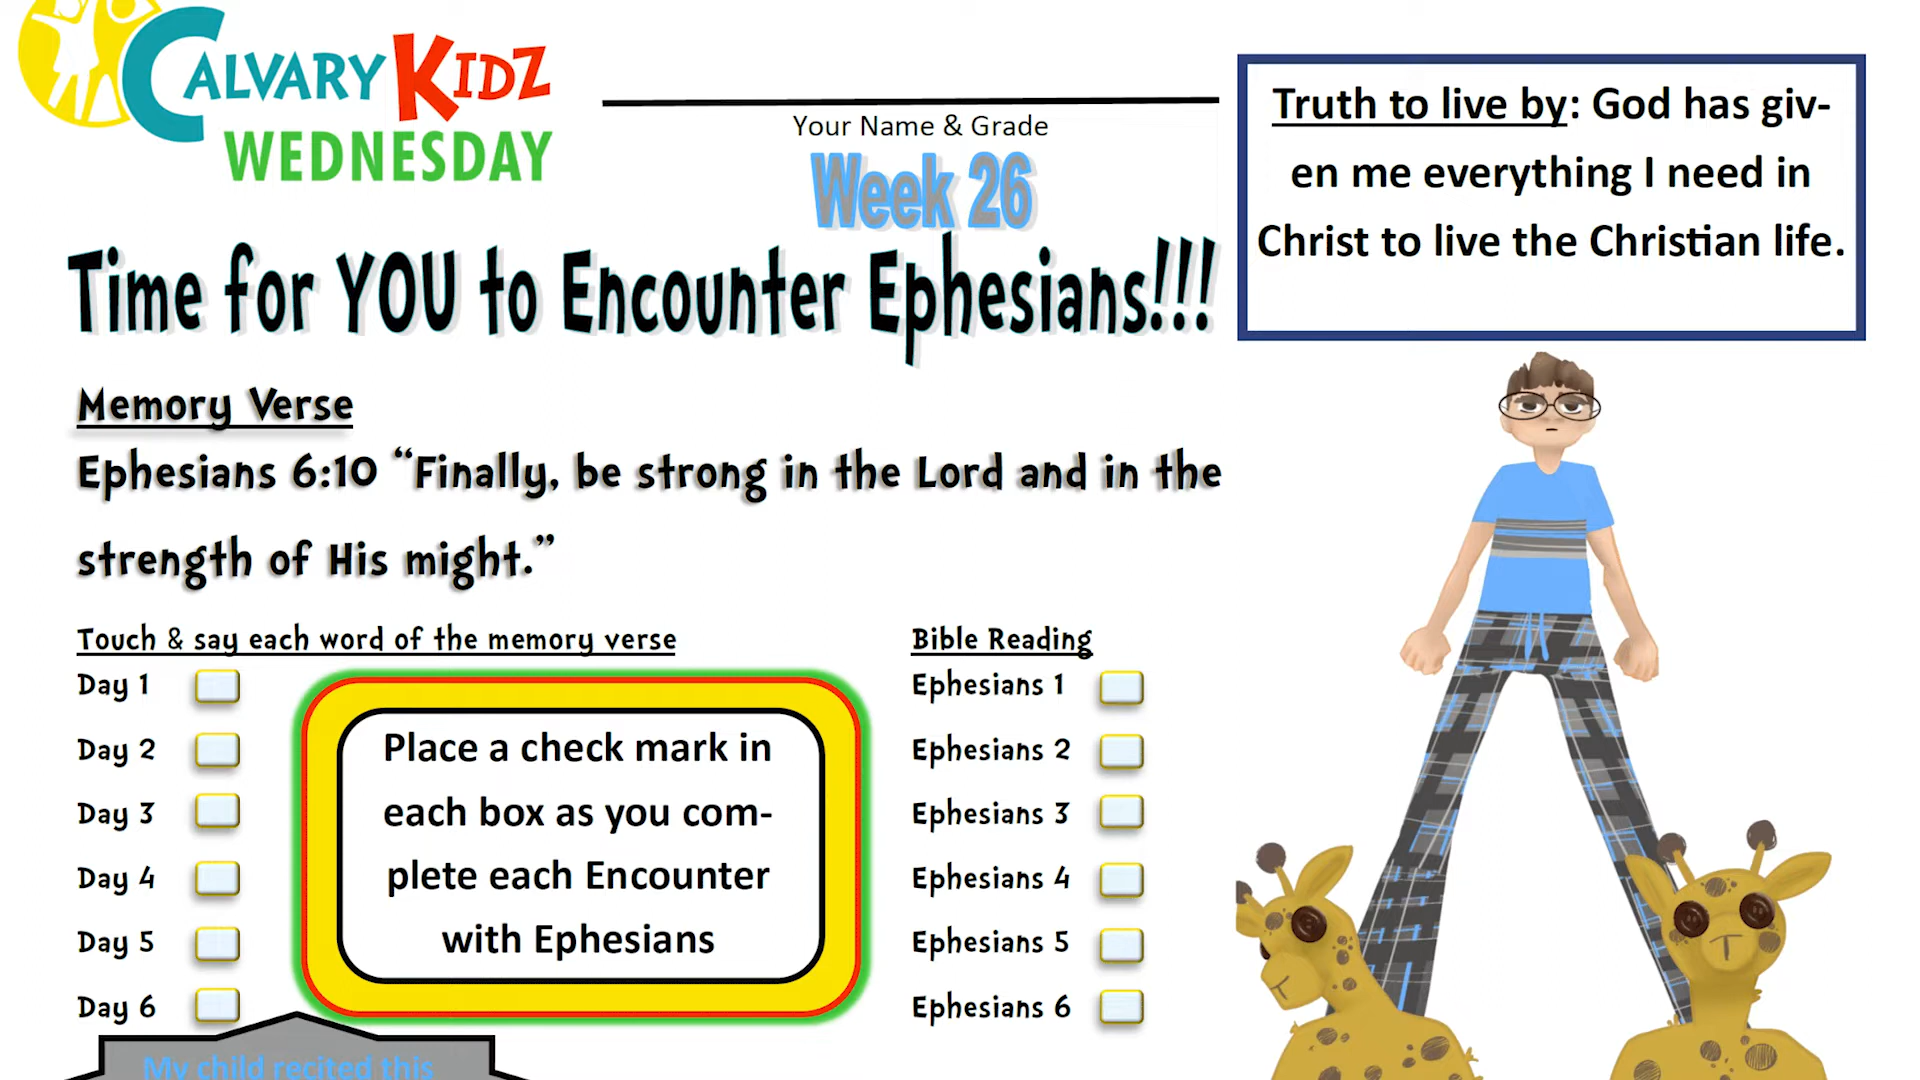 CALVARY KIDZ
WEDNESDAY
Your Name & Grade
Week 26
Time for YOU to Encounter Ephesians!!!
Truth to live by: God has giv-
en me everything I need in
Christ to live the Christian life.
Memory Verse
Ephesians 6:10 “Finally, be strong in the Lord and in the
strength of His might.”
Touch & say each word of the memory verse
Day 1
Day 2
Day 3
Day 4
Day 5
Day 6
Place a check mark in
each box as you com-
plete each Encounter
with Ephesians
Bible Reading
Ephesians 1
Ephesians 2
Ephesians 3
Ephesians 4
Ephesians 5
Ephesians 6
My child recited this